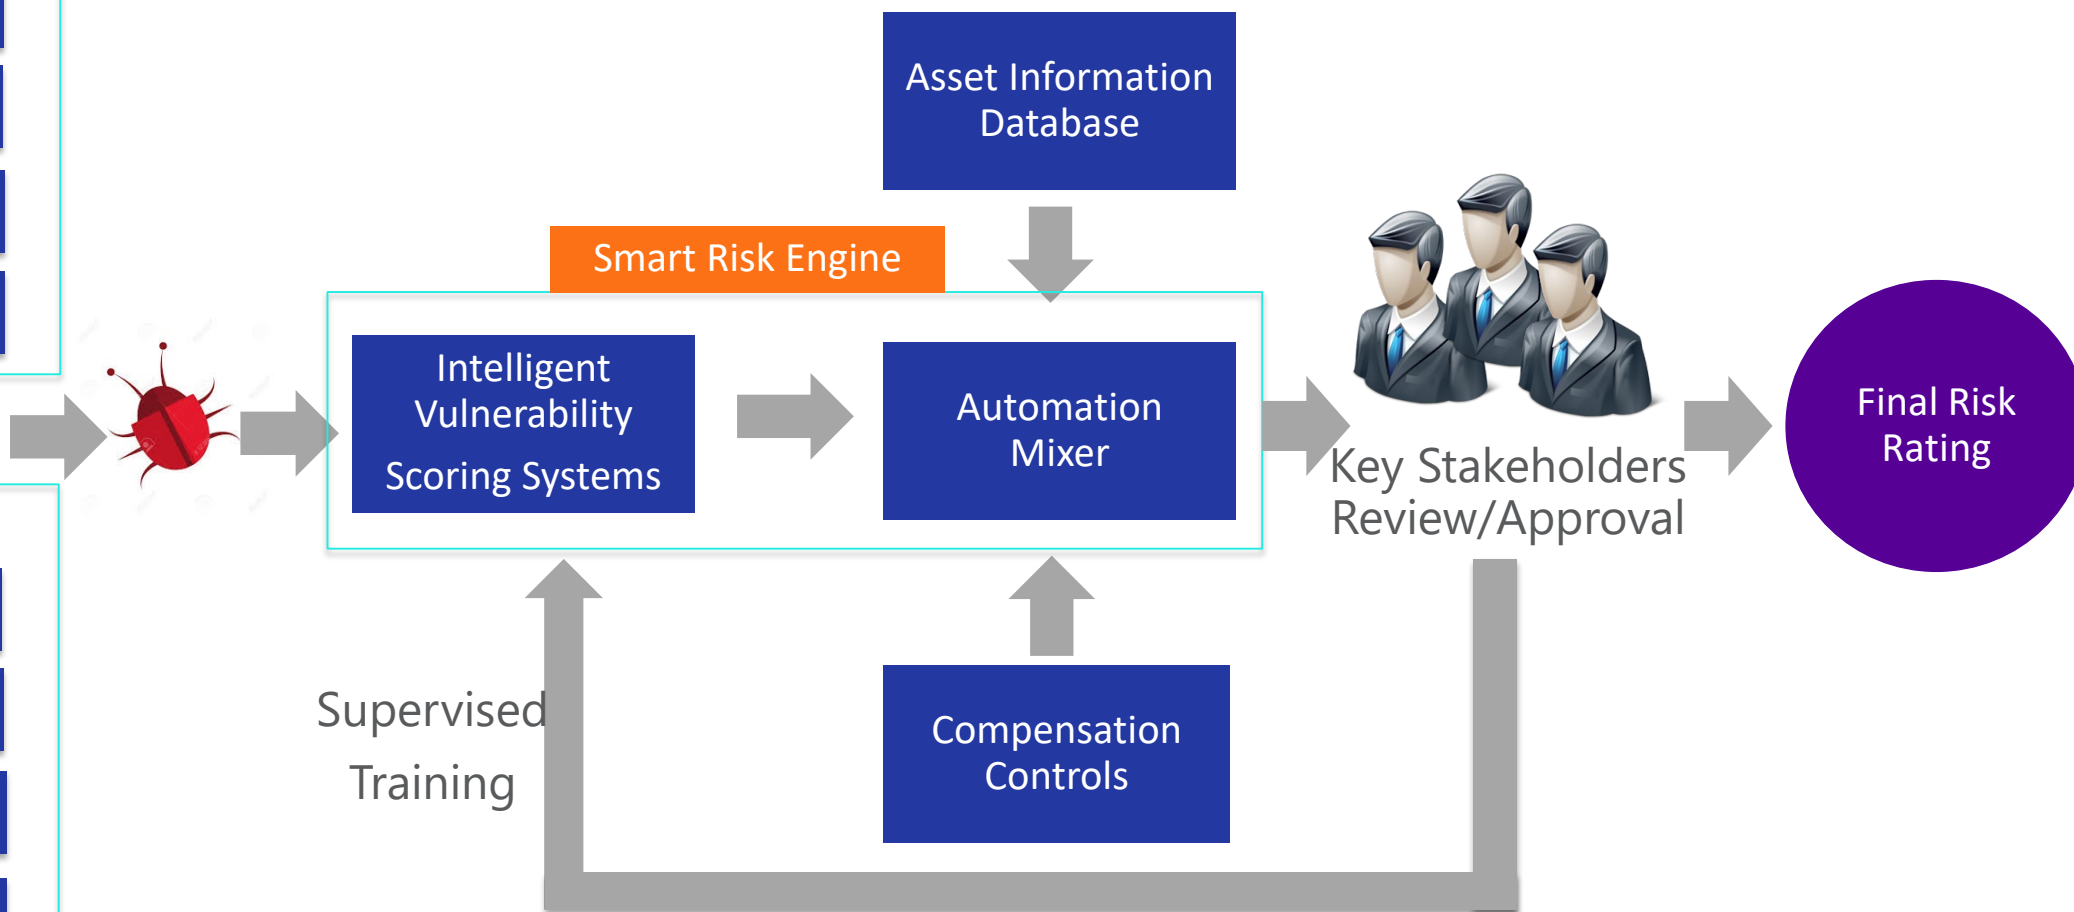 Asset Information
Database
Smart Risk Engine
Intelligent
Vulnerability
Scoring Systems
Automation
Mixer
Key Stakeholders
Review/Approval
Final Risk
Rating
Supervised
Training
Compensation
Controls